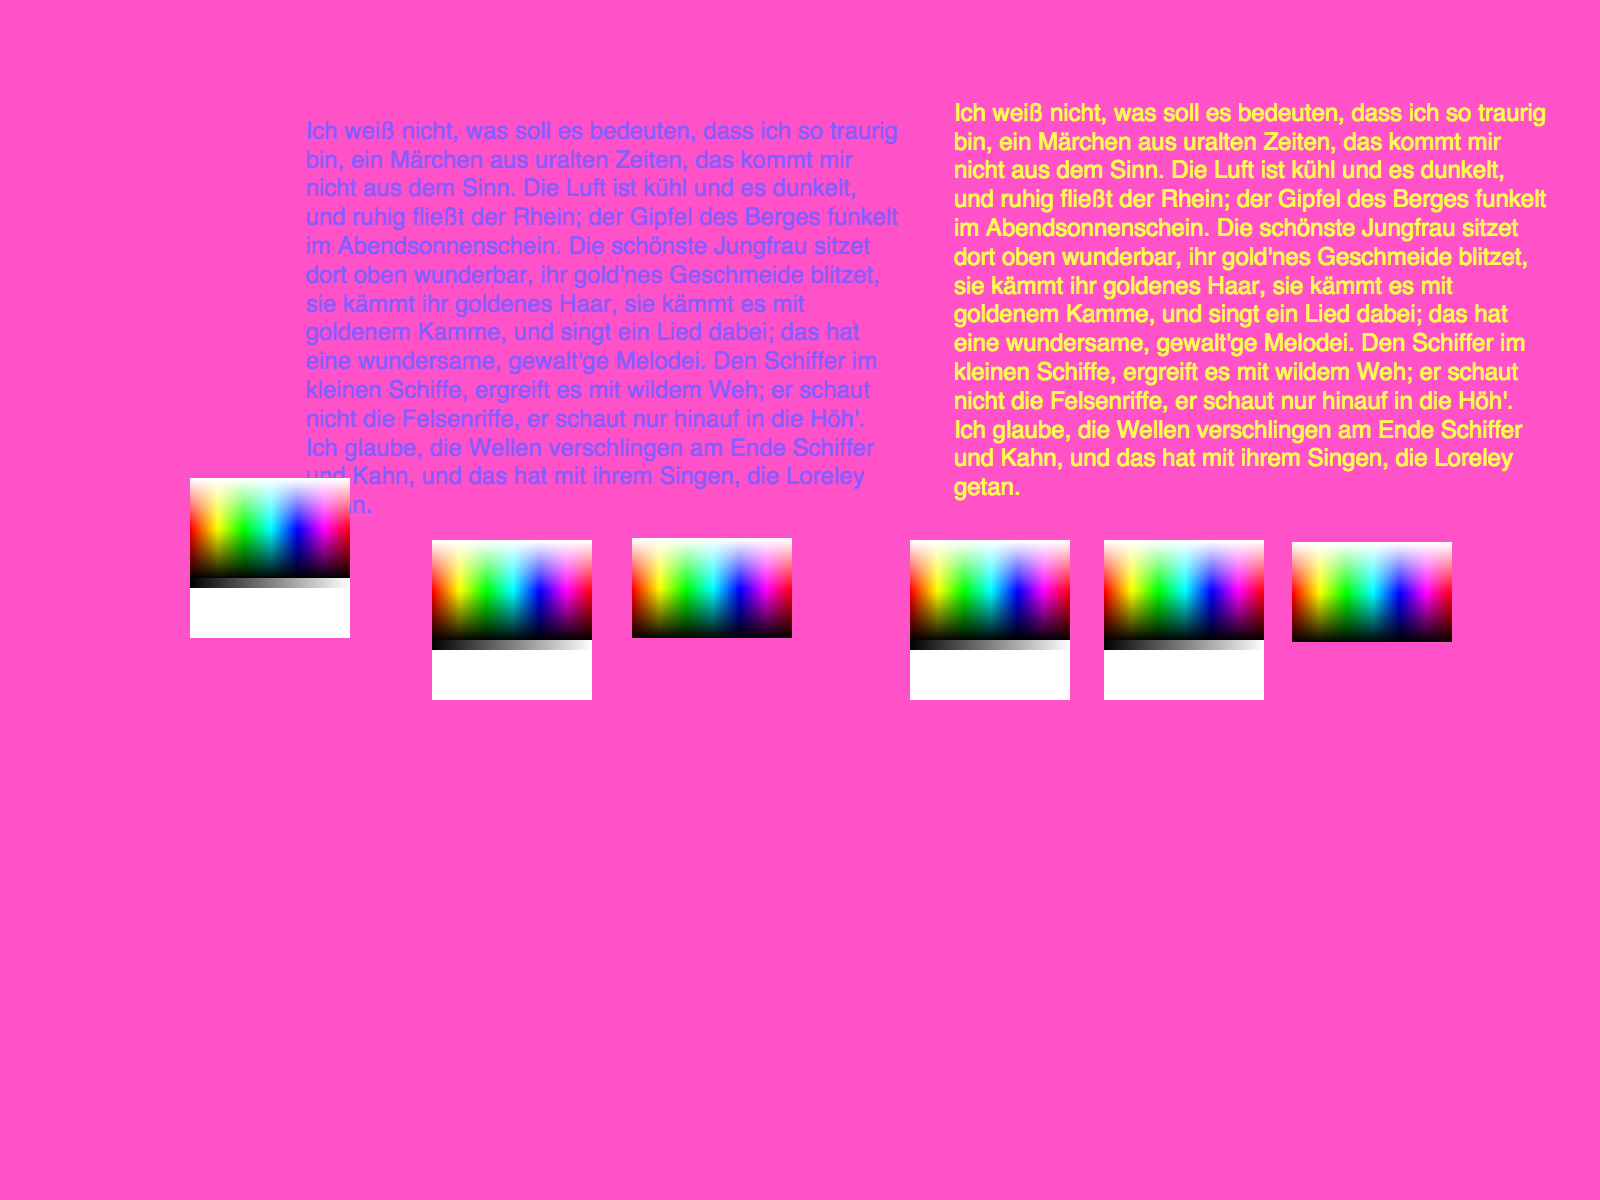 Ich weiß nicht, was soll es bedeuten, dass ich so traurig
bin, ein Märchen aus uralten Zeiten, das kommt mir
nicht aus dem Sinn. Die Luft ist kühl und es dunkelt,
und ruhig fließt der Rhein; der Gipfel des Berges funkelt
im Abendsonnenschein. Die schönste Jungfrau sitzet
dort oben wunderbar, ihr gold'nes Geschmeide blitzet,
sie kämmt ihr goldenes Haar, sie kämmt es mit
goldenem Kamme, und singt ein Lied dabei; das hat
eine wundersame, gewalt'ge Melodei. Den Schiffer im
kleinen Schiffe, ergreift es mit wildem Weh; er schaut
nicht die Felsenriffe, er schaut nur hinauf in die Höh'.
Ich glaube, die Wellen verschlingen am Ende Schiffer
und Kahn, und das hat mit ihrem Singen, die Loreley
Ich weiß nicht, was soll es bedeuten, dass ich so traurig
bin, ein Märchen aus uralten Zeiten, das kommt mir
nicht aus dem Sinn. Die Luft ist kühl und es dunkelt,
und ruhig fließt der Rhein; der Gipfel des Berges funkelt
im Abendsonnenschein. Die schönste Jungfrau sitzet
dort oben wunderbar, ihr gold'nes Geschmeide blitzet,
sie kämmt ihr goldenes Haar, sie kämmt es mit
goldenem Kamme, und singt ein Lied dabei; das hat
eine wundersame, gewalt'ge Melodei. Den Schiffer im
kleinen Schiffe, ergreift es mit wildem Weh; er schaut
nicht die Felsenriffe, er schaut nur hinauf in die Höh'.
Ich glaube, die Wellen verschlingen am Ende Schiffer
und Kahn, und das hat mit ihrem Singen, die Loreley
getan.